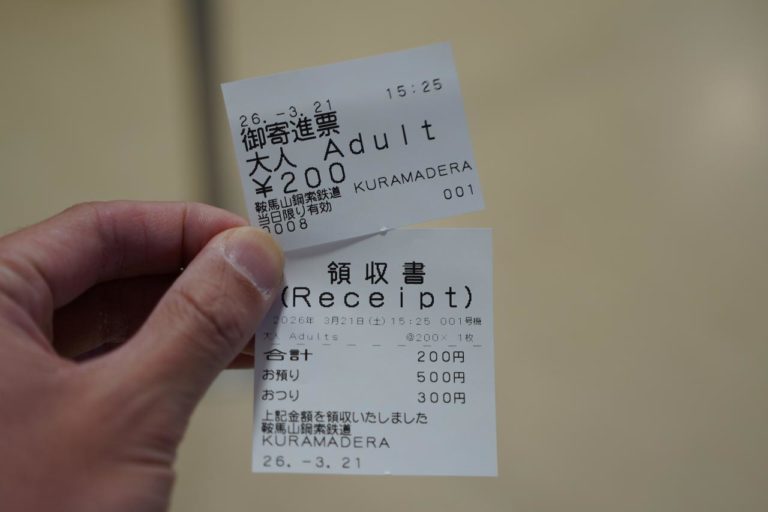 26.-3.21 15:25
御寄進票
大人 Adult
¥200 KURAMADERA
鞍馬山鋼索鉄道 001
当日限り有効
0008
領収書
(Receipt)
2026年 3月21日(土)15:25 001号機
大人 Adults @200× 1枚
合計 200円
お預り 500円
おつり 300円
上記金額を領収いたしました
鞍馬山鋼索鉄道
KURAMADERA
26.-3.21